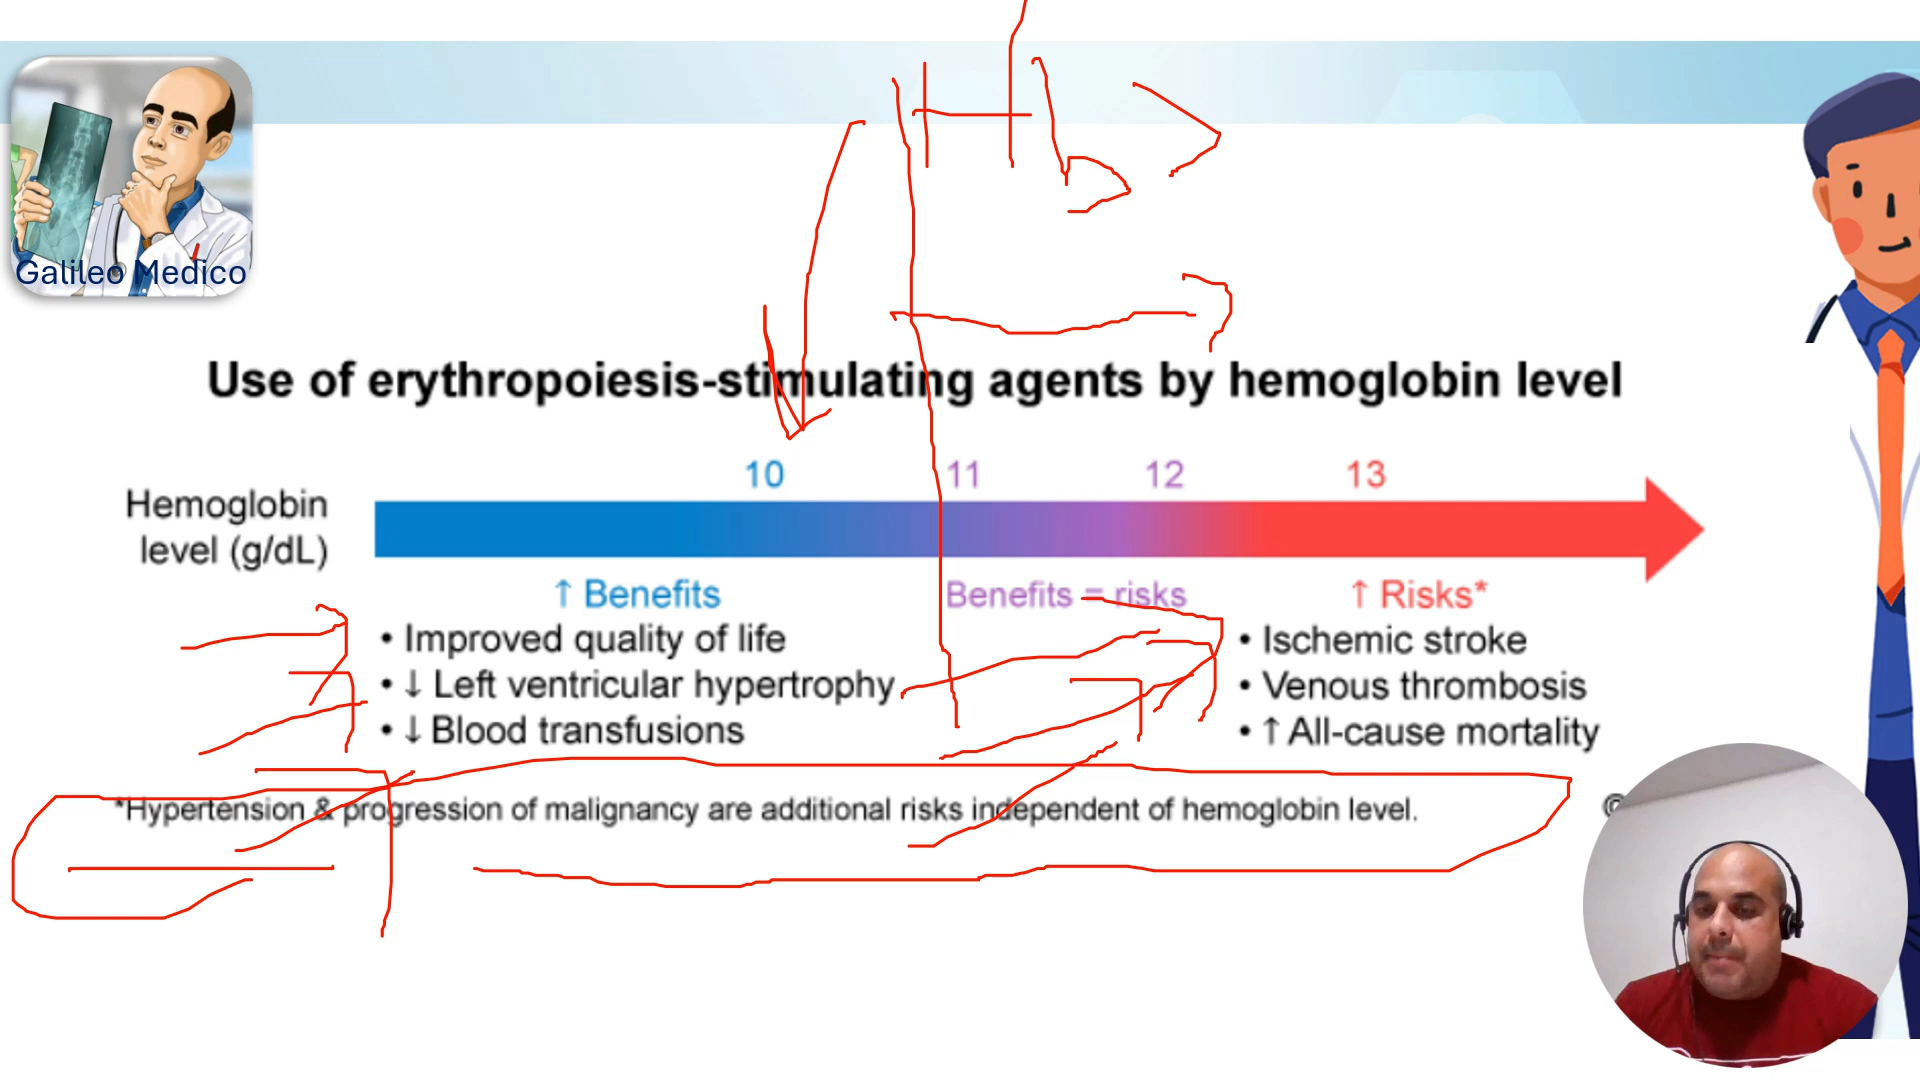 Galileo Medico
Hb
Use of erythropoiesis-stimulating agents by hemoglobin level
10 11 12 13
Hemoglobin
level (g/dL)
↑ Benefits
• Improved quality of life
• ↓ Left ventricular hypertrophy
• ↓ Blood transfusions
Benefits = risks
↑ Risks*
• Ischemic stroke
• Venous thrombosis
• ↑ All-cause mortality
*Hypertension & progression of malignancy are additional risks independent of hemoglobin level.
©